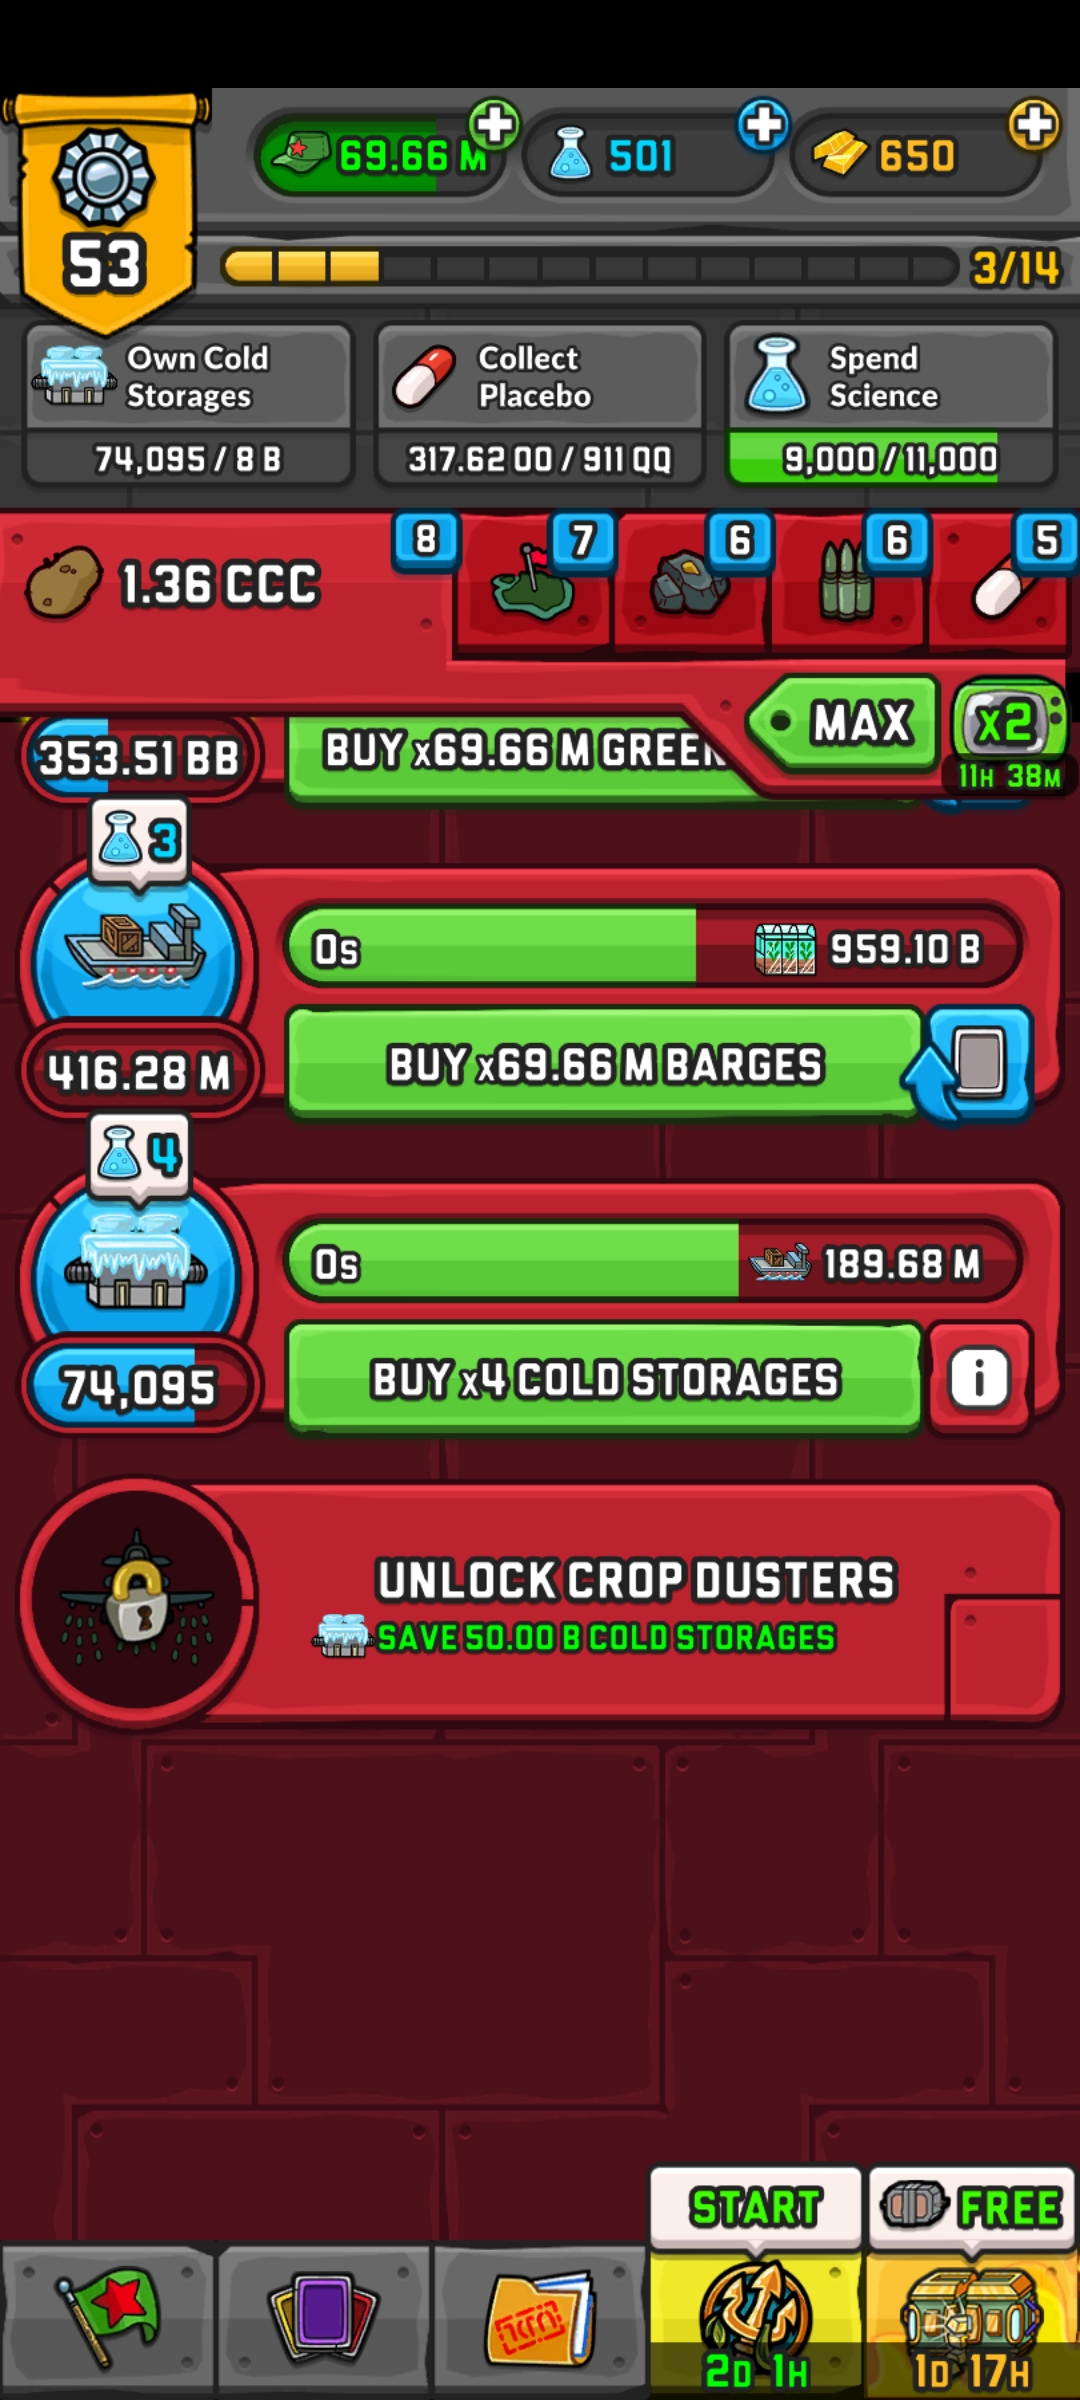 69.66 M
501
650
53
3/14
Own Cold
Storages
74,095 / 8 B
Collect
Placebo
317.62 OO / 911 QQ
Spend
Science
9,000 / 11,000
1.36 CCC
8
7
6
6
5
MAX
x2
11H 38M
353.51 BB
BUY x69.66 M GREEN
3
0s
959.10 B
416.28 M
BUY x69.66 M BARGES
4
0s
189.68 M
74,095
BUY x4 COLD STORAGES
i
UNLOCK CROP DUSTERS
SAVE 50.00 B COLD STORAGES
START
FREE
2D 1H
1D 17H